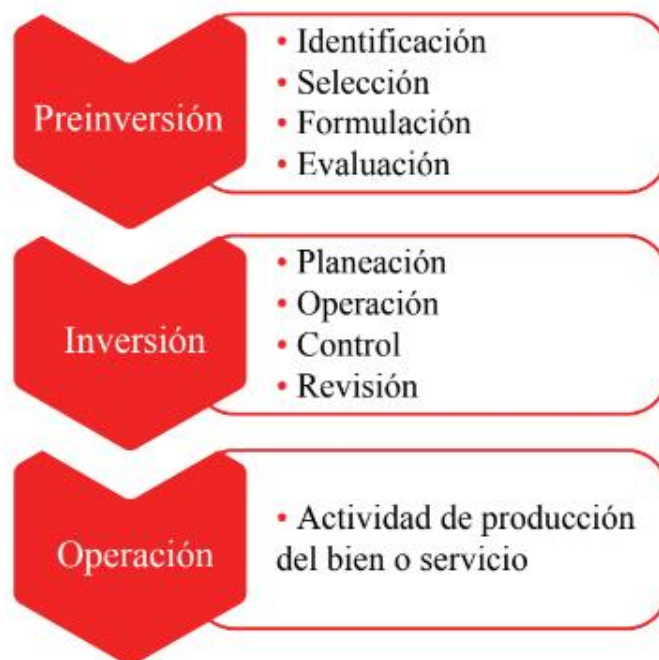 Preinversión
• Identificación
• Selección
• Formulación
• Evaluación
Inversión
• Planeación
• Operación
• Control
• Revisión
Operación
• Actividad de producción
del bien o servicio